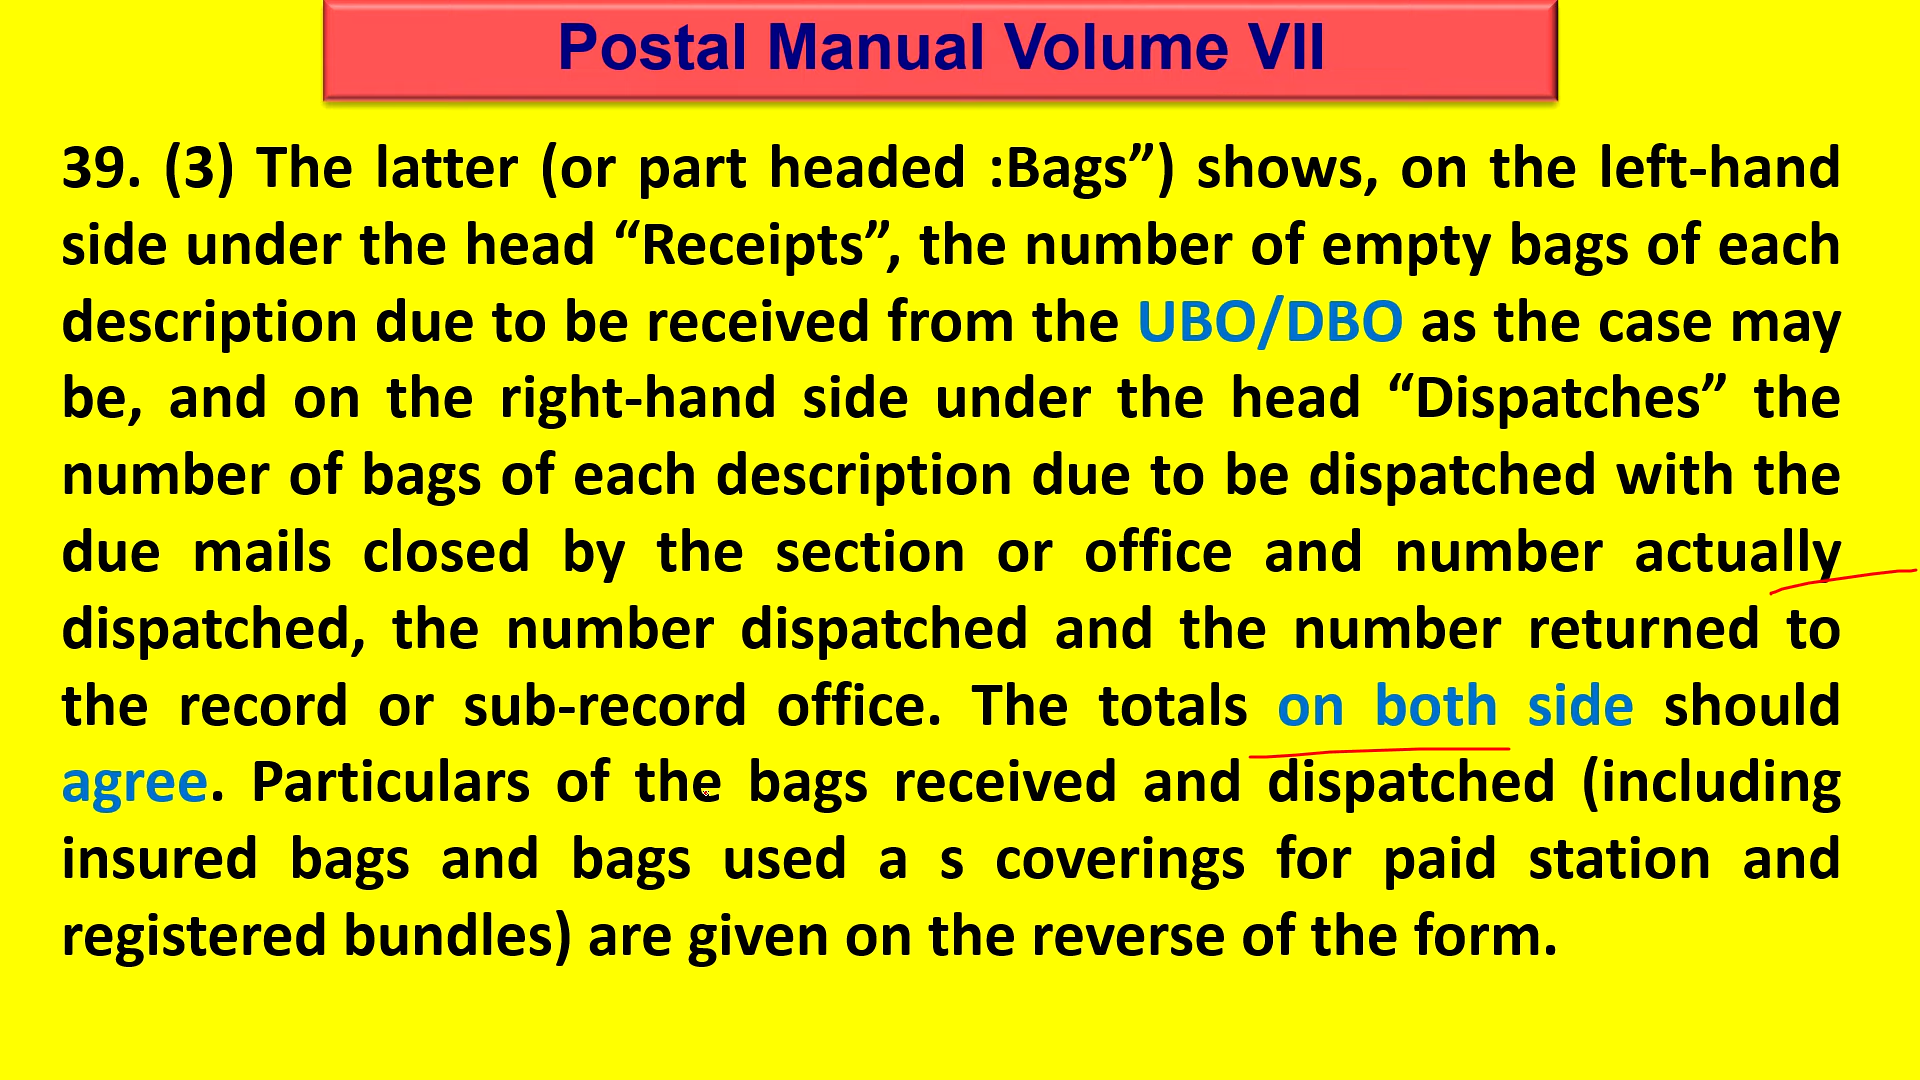 Postal Manual Volume VII
39. (3) The latter (or part headed :Bags”) shows, on the left-hand
side under the head “Receipts”, the number of empty bags of each
description due to be received from the UBO/DBO as the case may
be, and on the right-hand side under the head “Dispatches” the
number of bags of each description due to be dispatched with the
due mails closed by the section or office and number actually
dispatched, the number dispatched and the number returned to
the record or sub-record office. The totals on both side should
agree. Particulars of the bags received and dispatched (including
insured bags and bags used a s coverings for paid station and
registered bundles) are given on the reverse of the form.